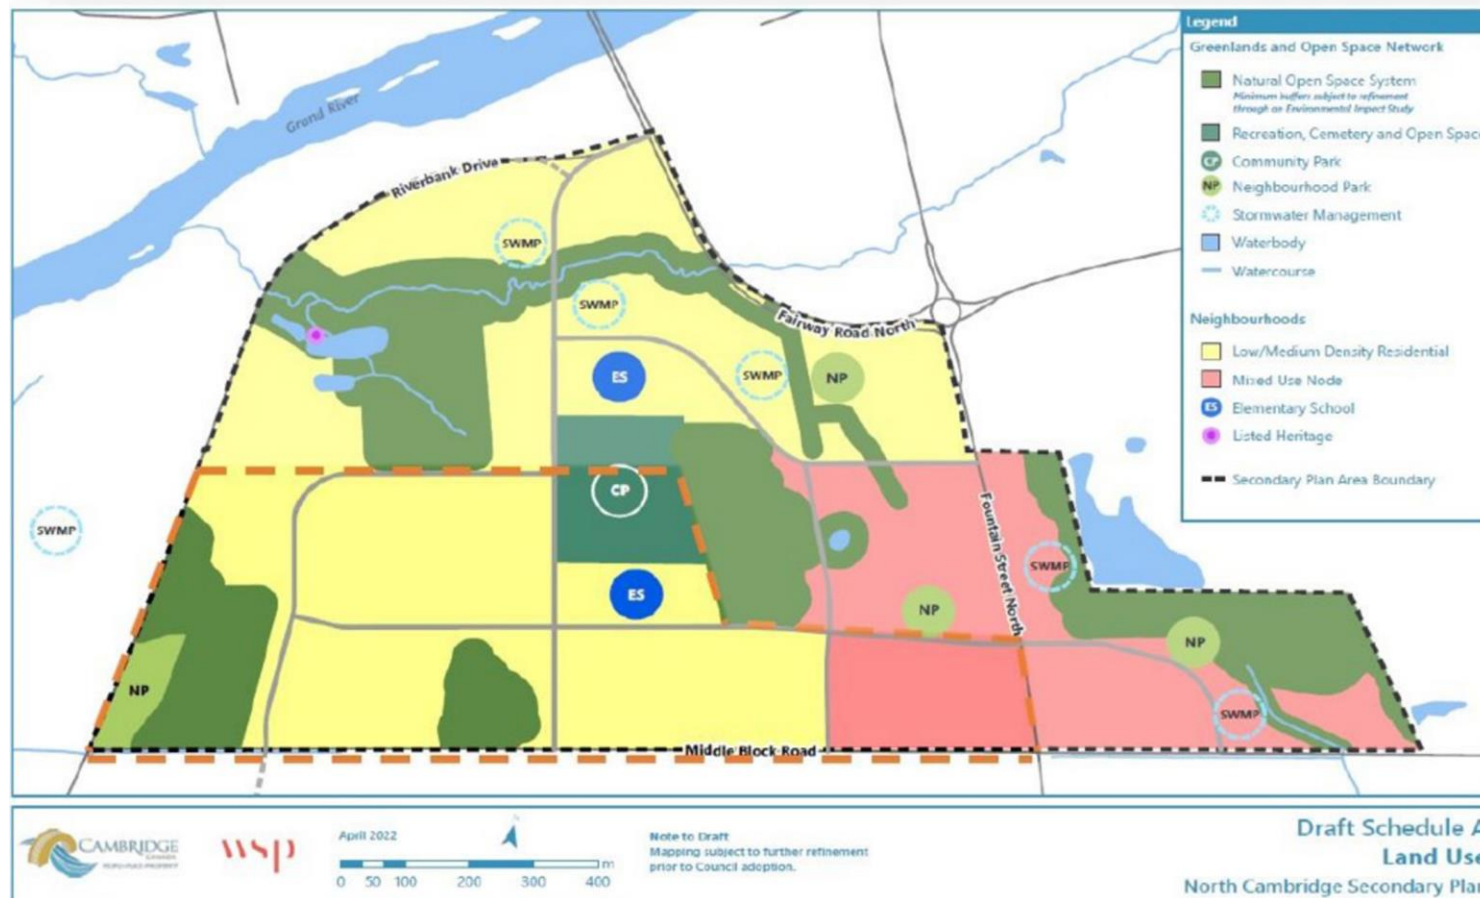 Legend
Greenlands and Open Space Network
Natural Open Space System
Minimum buffers subject to refinement
through an Environmental Impact Study
Recreation, Cemetery and Open Space
CP Community Park
NP Neighbourhood Park
Stormwater Management
Waterbody
Watercourse
Neighbourhoods
Low/Medium Density Residential
Mixed Use Node
ES Elementary School
Listed Heritage
Secondary Plan Area Boundary
Grand River
Riverbank Drive
SWMP
SWMP
Fairway Road North
ES
SWMP
NP
CP
SWMP
Fountain Street North
SWMP
ES
NP
NP
NP
SWMP
Middle Block Road
CAMBRIDGE
CANADA
wsp
April 2022
m
0 50 100 200 300 400
Note to Draft
Mapping subject to further refinement
prior to Council adoption.
Draft Schedule A
Land Use
North Cambridge Secondary Plan